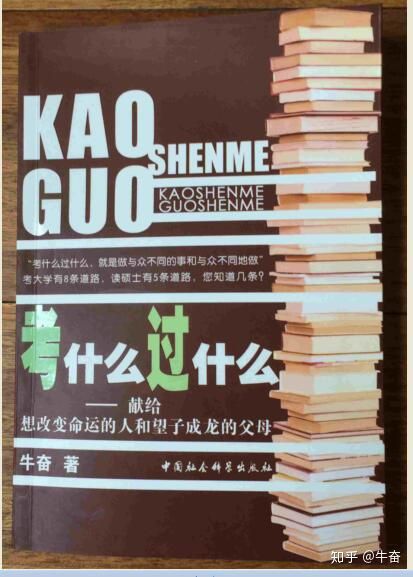 KAO
SHENME
GUO
KAOSHENME
GUOSHENME
“考什么过什么，就是做与众不同的事和与众不同地做”
考大学有8条道路，读硕士有5条道路，您知道几条？
考什么过什么
—— 献给
想改变命运的人和望子成龙的父母
牛奋 著
中国社会科学出版社
知乎 @牛奋